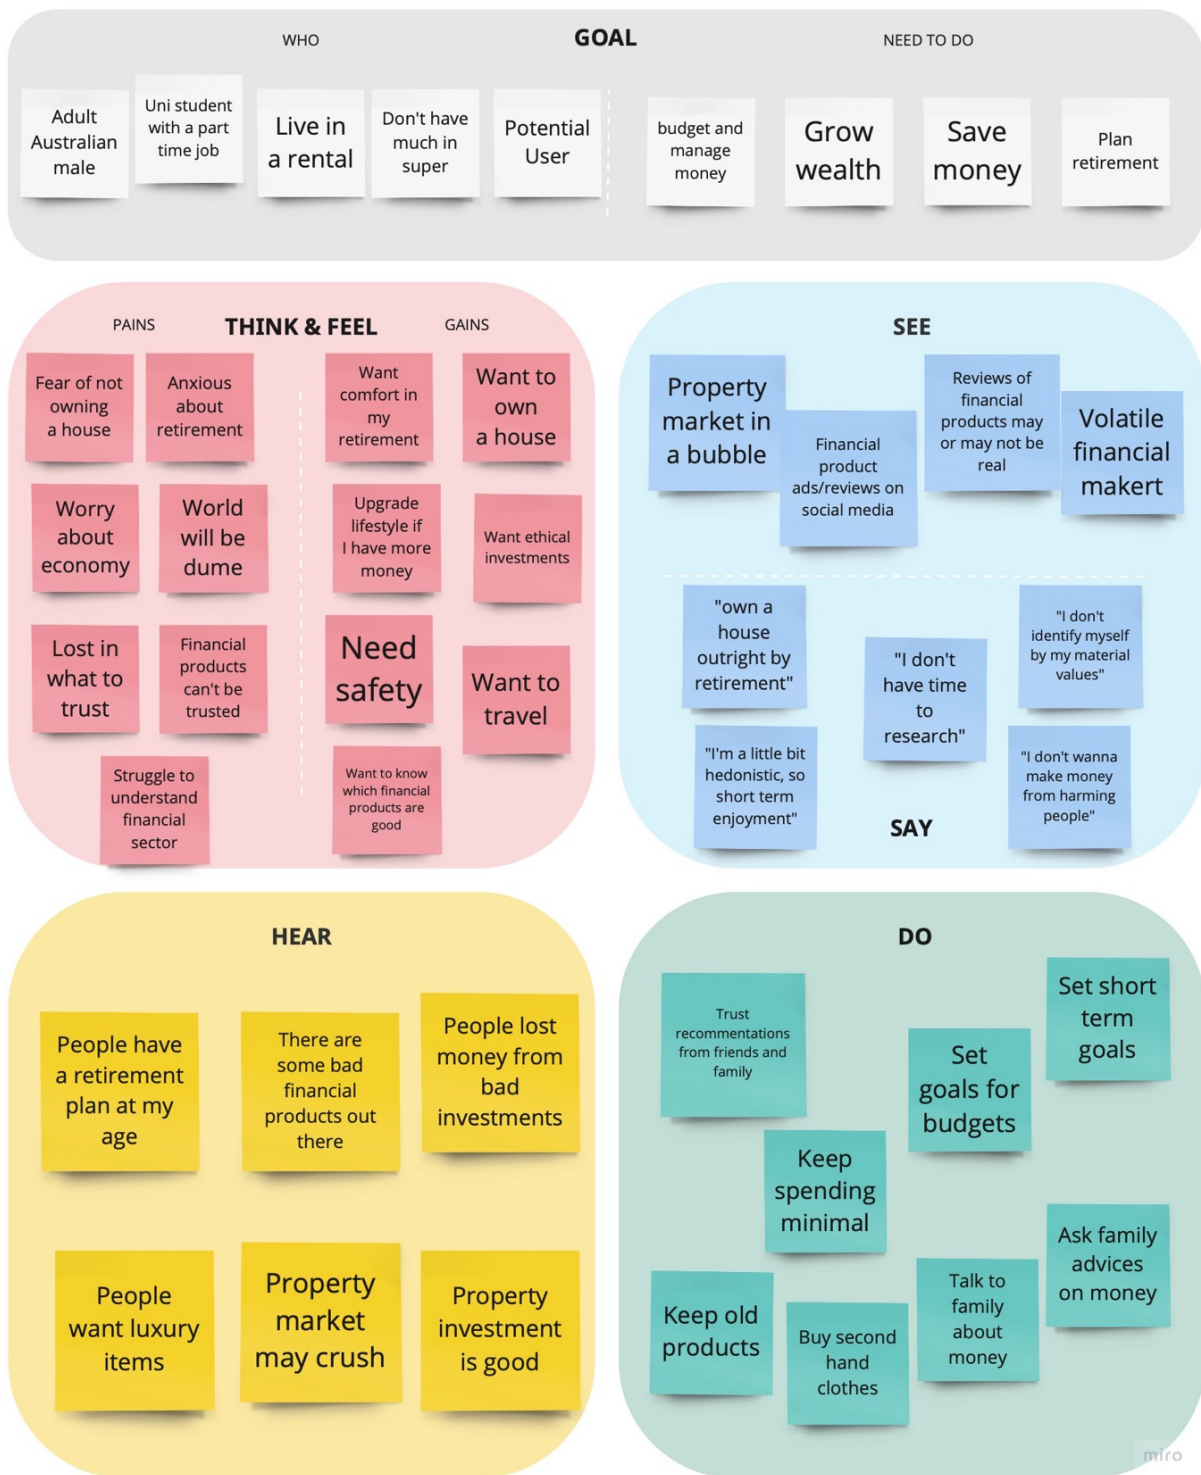 WHO
GOAL
NEED TO DO
Adult
Australian
male
Uni student
with a part
time job
Live in
a rental
Don't have
much in
super
Potential
User
budget and
manage
money
Grow
wealth
Save
money
Plan
retirement
PAINS
THINK & FEEL
GAINS
Fear of not
owning
a house
Anxious
about
retirement
Want
comfort in
my
retirement
Want to
own
a house
Worry
about
economy
World
will be
dume
Upgrade
lifestyle if
I have more
money
Want ethical
investments
Lost in
what to
trust
Financial
products
can't be
trusted
Need
safety
Want to
travel
Struggle to
understand
financial
sector
Want to know
which financial
products are
good
SEE
Property
market in
a bubble
Financial
product
ads/reviews on
social media
Reviews of
financial
products may
or may not be
real
Volatile
financial
makert
"own a
house
outright by
retirement"
"I don't
have time
to
research"
"I don't
identify myself
by my material
values"
"I'm a little bit
hedonistic, so
short term
enjoyment"
"I don't wanna
make money
from harming
people"
SAY
HEAR
People have
a retirement
plan at my
age
There are
some bad
financial
products out
there
People lost
money from
bad
investments
People
want luxury
items
Property
market
may crush
Property
investment
is good
DO
Trust
recommentations
from friends and
family
Set
goals for
budgets
Set short
term
goals
Keep
spending
minimal
Keep old
products
Buy second
hand
clothes
Talk to
family
about
money
Ask family
advices
on money
miro